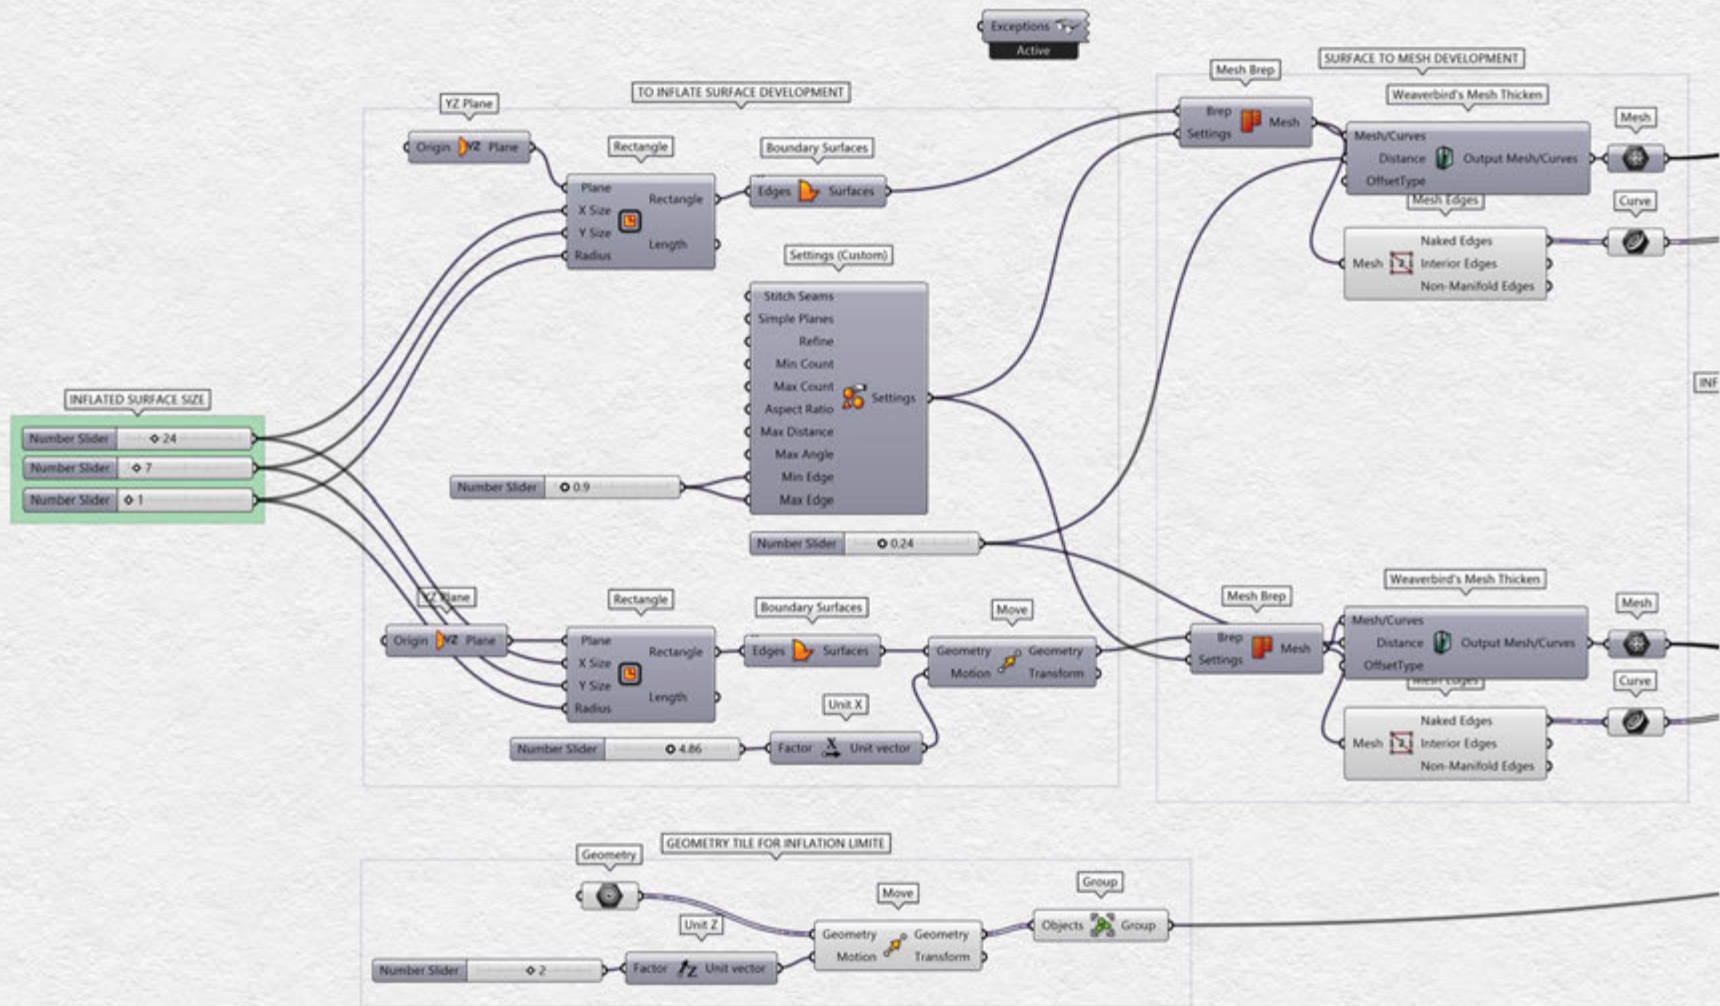 Exceptions
Active
TO INFLATE SURFACE DEVELOPMENT
YZ Plane
Origin YZ Plane
Rectangle
Plane
X Size
Y Size
Radius
Rectangle
Length
Boundary Surfaces
Edges Surfaces
Settings (Custom)
Stitch Seams
Simple Planes
Refine
Min Count
Max Count
Aspect Ratio
Max Distance
Max Angle
Min Edge
Max Edge
Settings
INFLATED SURFACE SIZE
Number Slider 24
Number Slider 7
Number Slider 1
Number Slider 0.9
Number Slider 0.24
YZ Plane
Origin YZ Plane
Rectangle
Plane
X Size
Y Size
Radius
Rectangle
Length
Boundary Surfaces
Edges Surfaces
Move
Geometry
Motion
Geometry
Transform
Unit X
Number Slider 4.86
Factor X Unit vector
SURFACE TO MESH DEVELOPMENT
Mesh Brep
Brep
Settings
Mesh
Weaverbird's Mesh Thicken
Mesh/Curves
Distance
OffsetType
Output Mesh/Curves
Mesh
Mesh Edges
Mesh
Naked Edges
Interior Edges
Non-Manifold Edges
Curve
INF
Mesh Brep
Brep
Settings
Mesh
Weaverbird's Mesh Thicken
Mesh/Curves
Distance
OffsetType
Output Mesh/Curves
Mesh
Mesh Edges
Mesh
Naked Edges
Interior Edges
Non-Manifold Edges
Curve
GEOMETRY TILE FOR INFLATION LIMITE
Geometry
Unit Z
Number Slider 2
Factor Z Unit vector
Move
Geometry
Motion
Geometry
Transform
Group
Objects Group